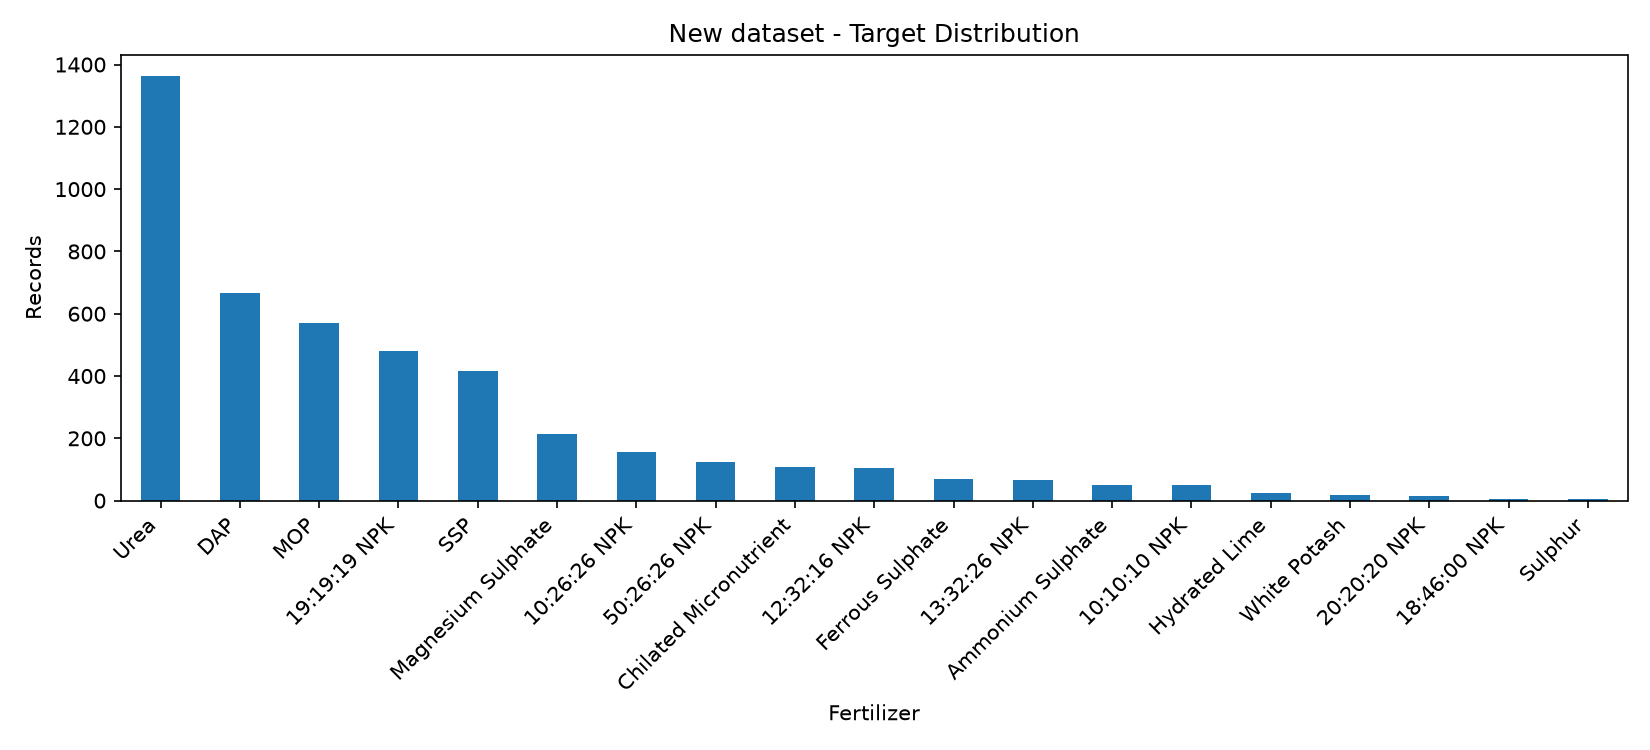 New dataset - Target Distribution
1400
1200
1000
800
600
400
200
0
Records
Urea
DAP
MOP
19:19:19 NPK
SSP
Magnesium Sulphate
10:26:26 NPK
50:26:26 NPK
Chilated Micronutrient
12:32:16 NPK
Ferrous Sulphate
13:32:26 NPK
Ammonium Sulphate
10:10:10 NPK
Hydrated Lime
White Potash
20:20:20 NPK
18:46:00 NPK
Sulphur
Fertilizer